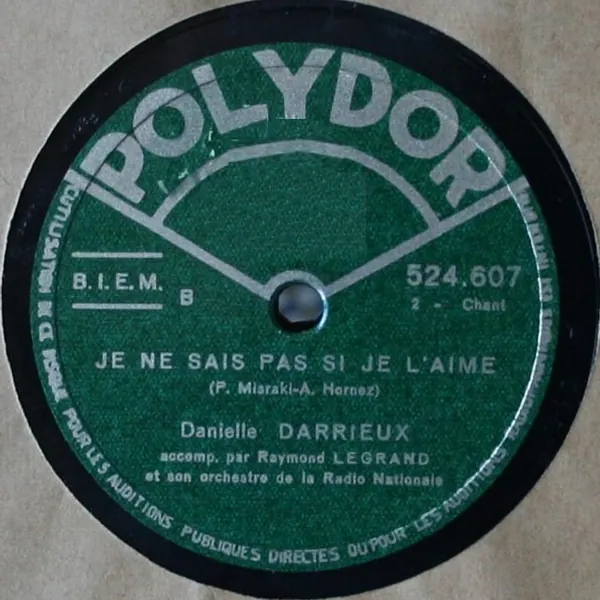 POLYDOR
B.I.E.M.
B
524.607
2 - Chant
JE NE SAIS PAS SI JE L'AIME
(P. Misraki-A. Hornez)
Danielle DARRIEUX
accomp. par Raymond LEGRAND
et son orchestre de la Radio Nationale
POUR LES AUDITIONS PUBLIQUES DIRECTES OU POUR LES AUDITIONS